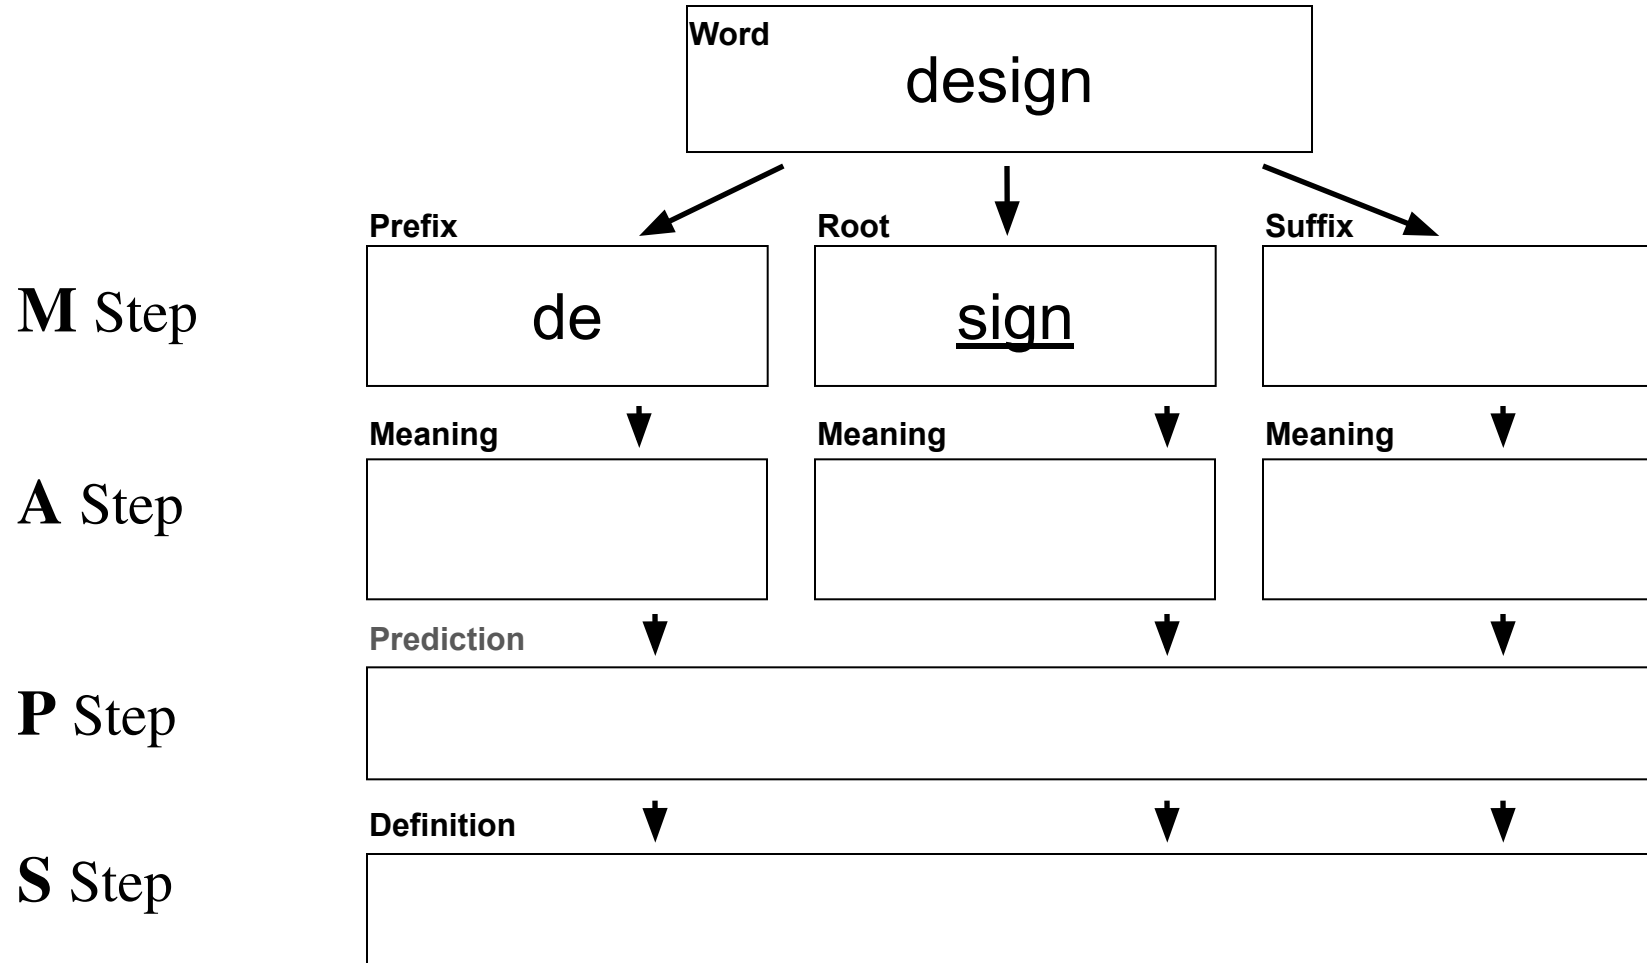 Word
design
Prefix
Root
Suffix
M Step
de
sign
Meaning
Meaning
Meaning
A Step
Prediction
P Step
Definition
S Step